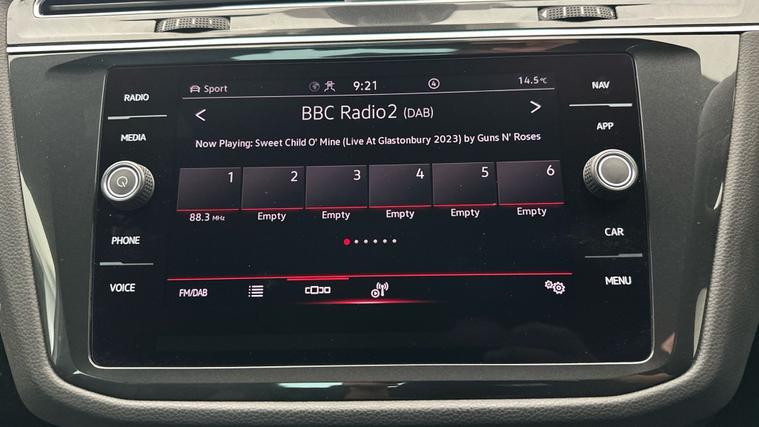 Sport 9:21 4 14.5°C
RADIO
NAV
BBC Radio2 (DAB)
MEDIA
APP
Now Playing: Sweet Child O' Mine (Live At Glastonbury 2023) by Guns N' Roses
1 2 3 4 5 6
88.3 MHz Empty Empty Empty Empty Empty
PHONE
CAR
VOICE
MENU
FM/DAB